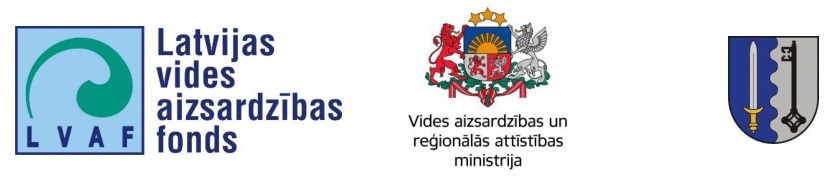 LVAF
Latvijas
vides
aizsardzības
fonds
Vides aizsardzības un
reģionālās attīstības
ministrija